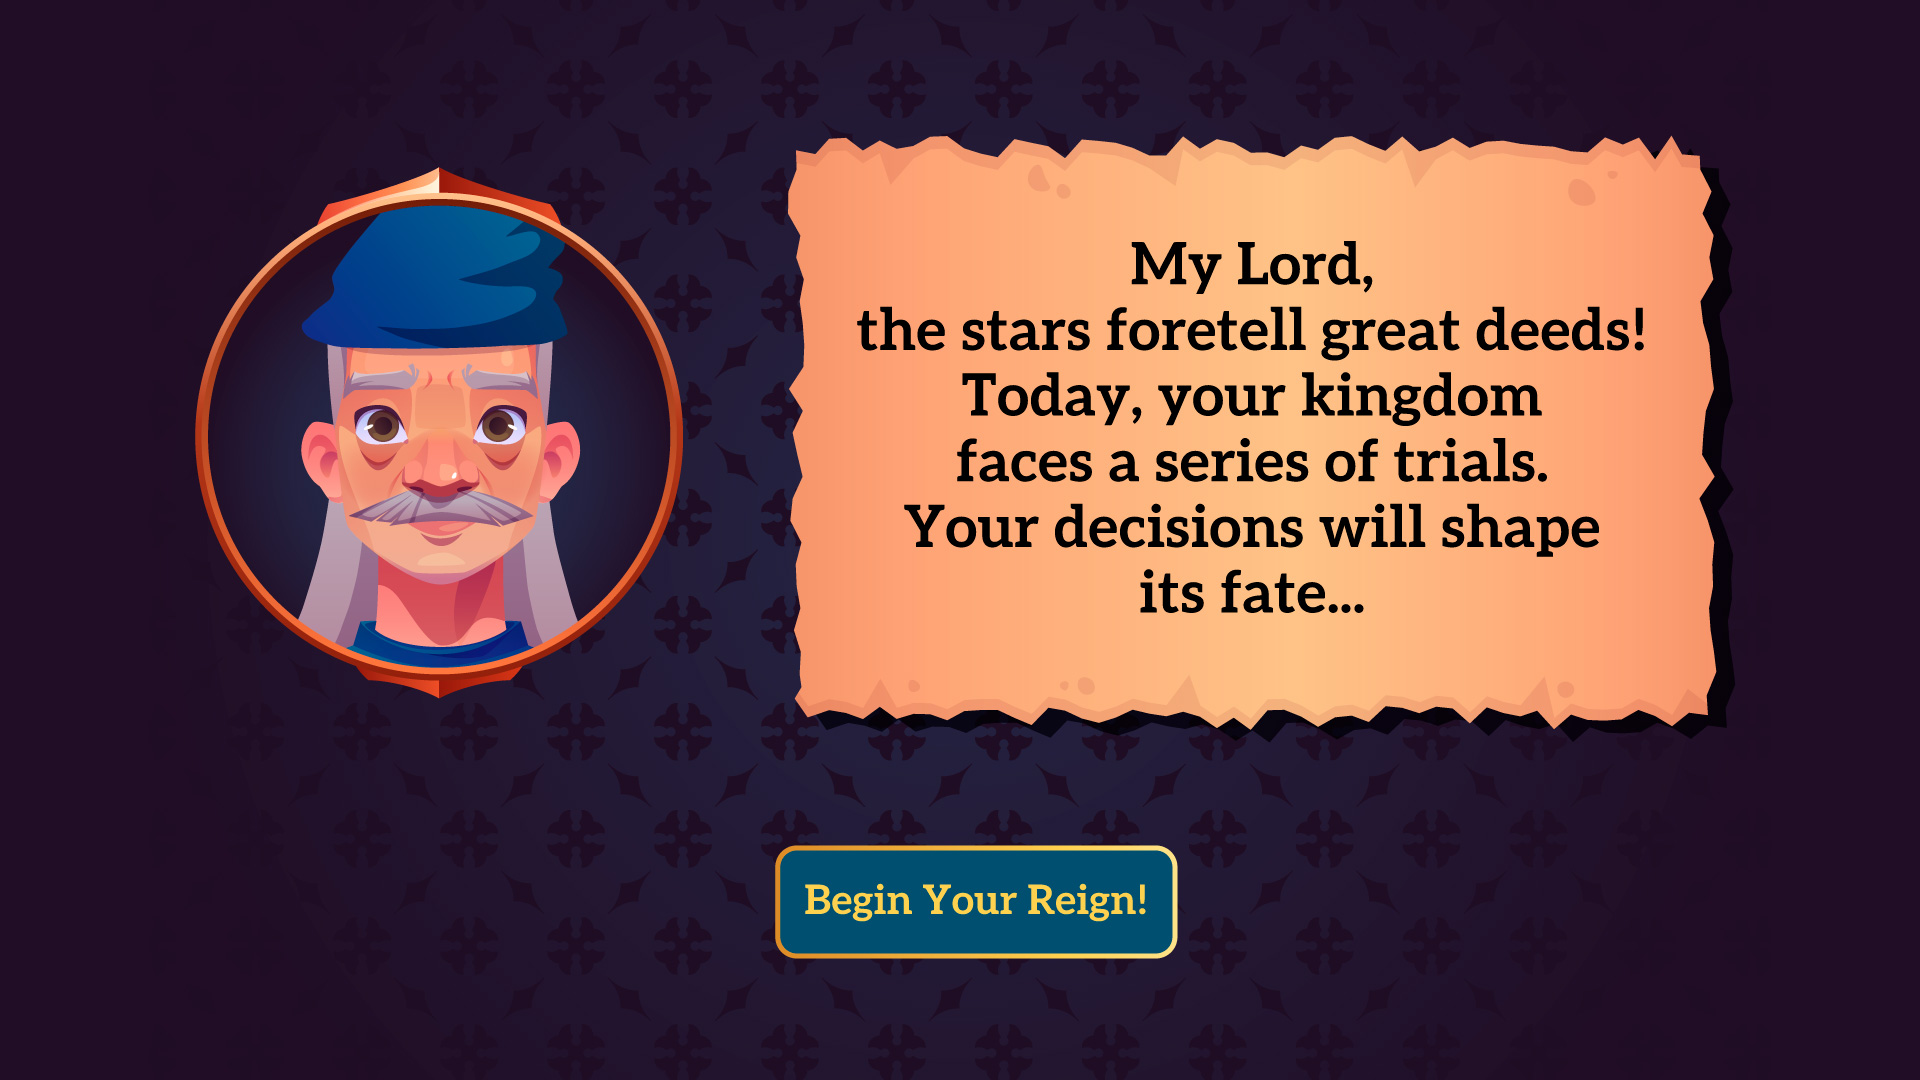 My Lord,
the stars foretell great deeds!
Today, your kingdom
faces a series of trials.
Your decisions will shape
its fate...
Begin Your Reign!